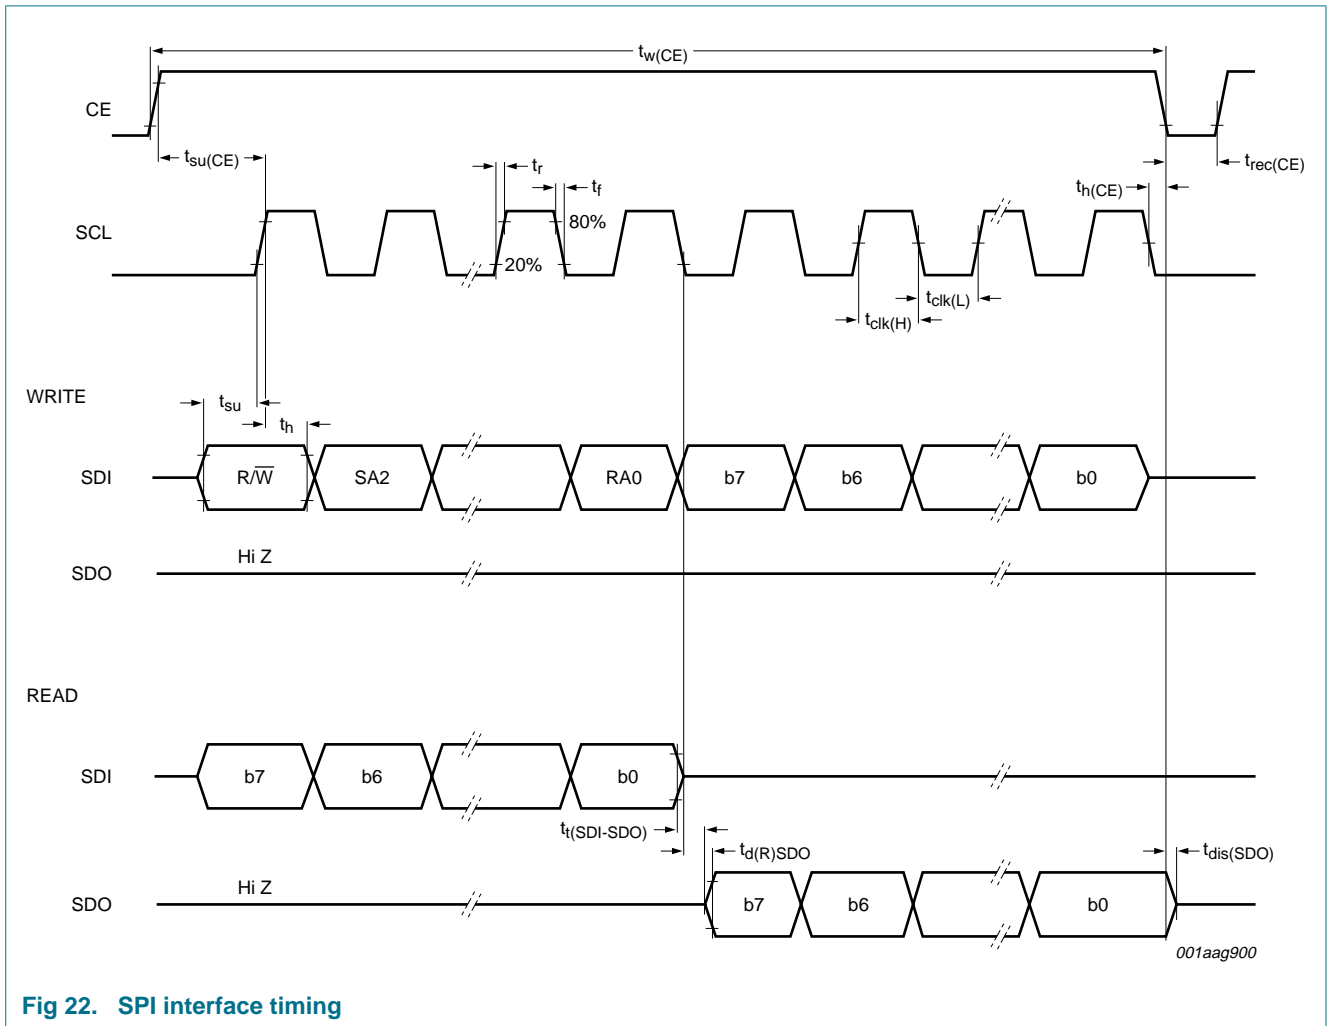 tw(CE)
CE
tsu(CE)
tr
tf
trec(CE)
th(CE)
SCL
80%
20%
tclk(L)
tclk(H)
WRITE
tsu
th
SDI R/W̅ SA2 RA0 b7 b6 b0
Hi Z
SDO
READ
SDI b7 b6 b0
tt(SDI-SDO)
td(R)SDO
tdis(SDO)
Hi Z
SDO b7 b6 b0
001aag900
Fig 22. SPI interface timing